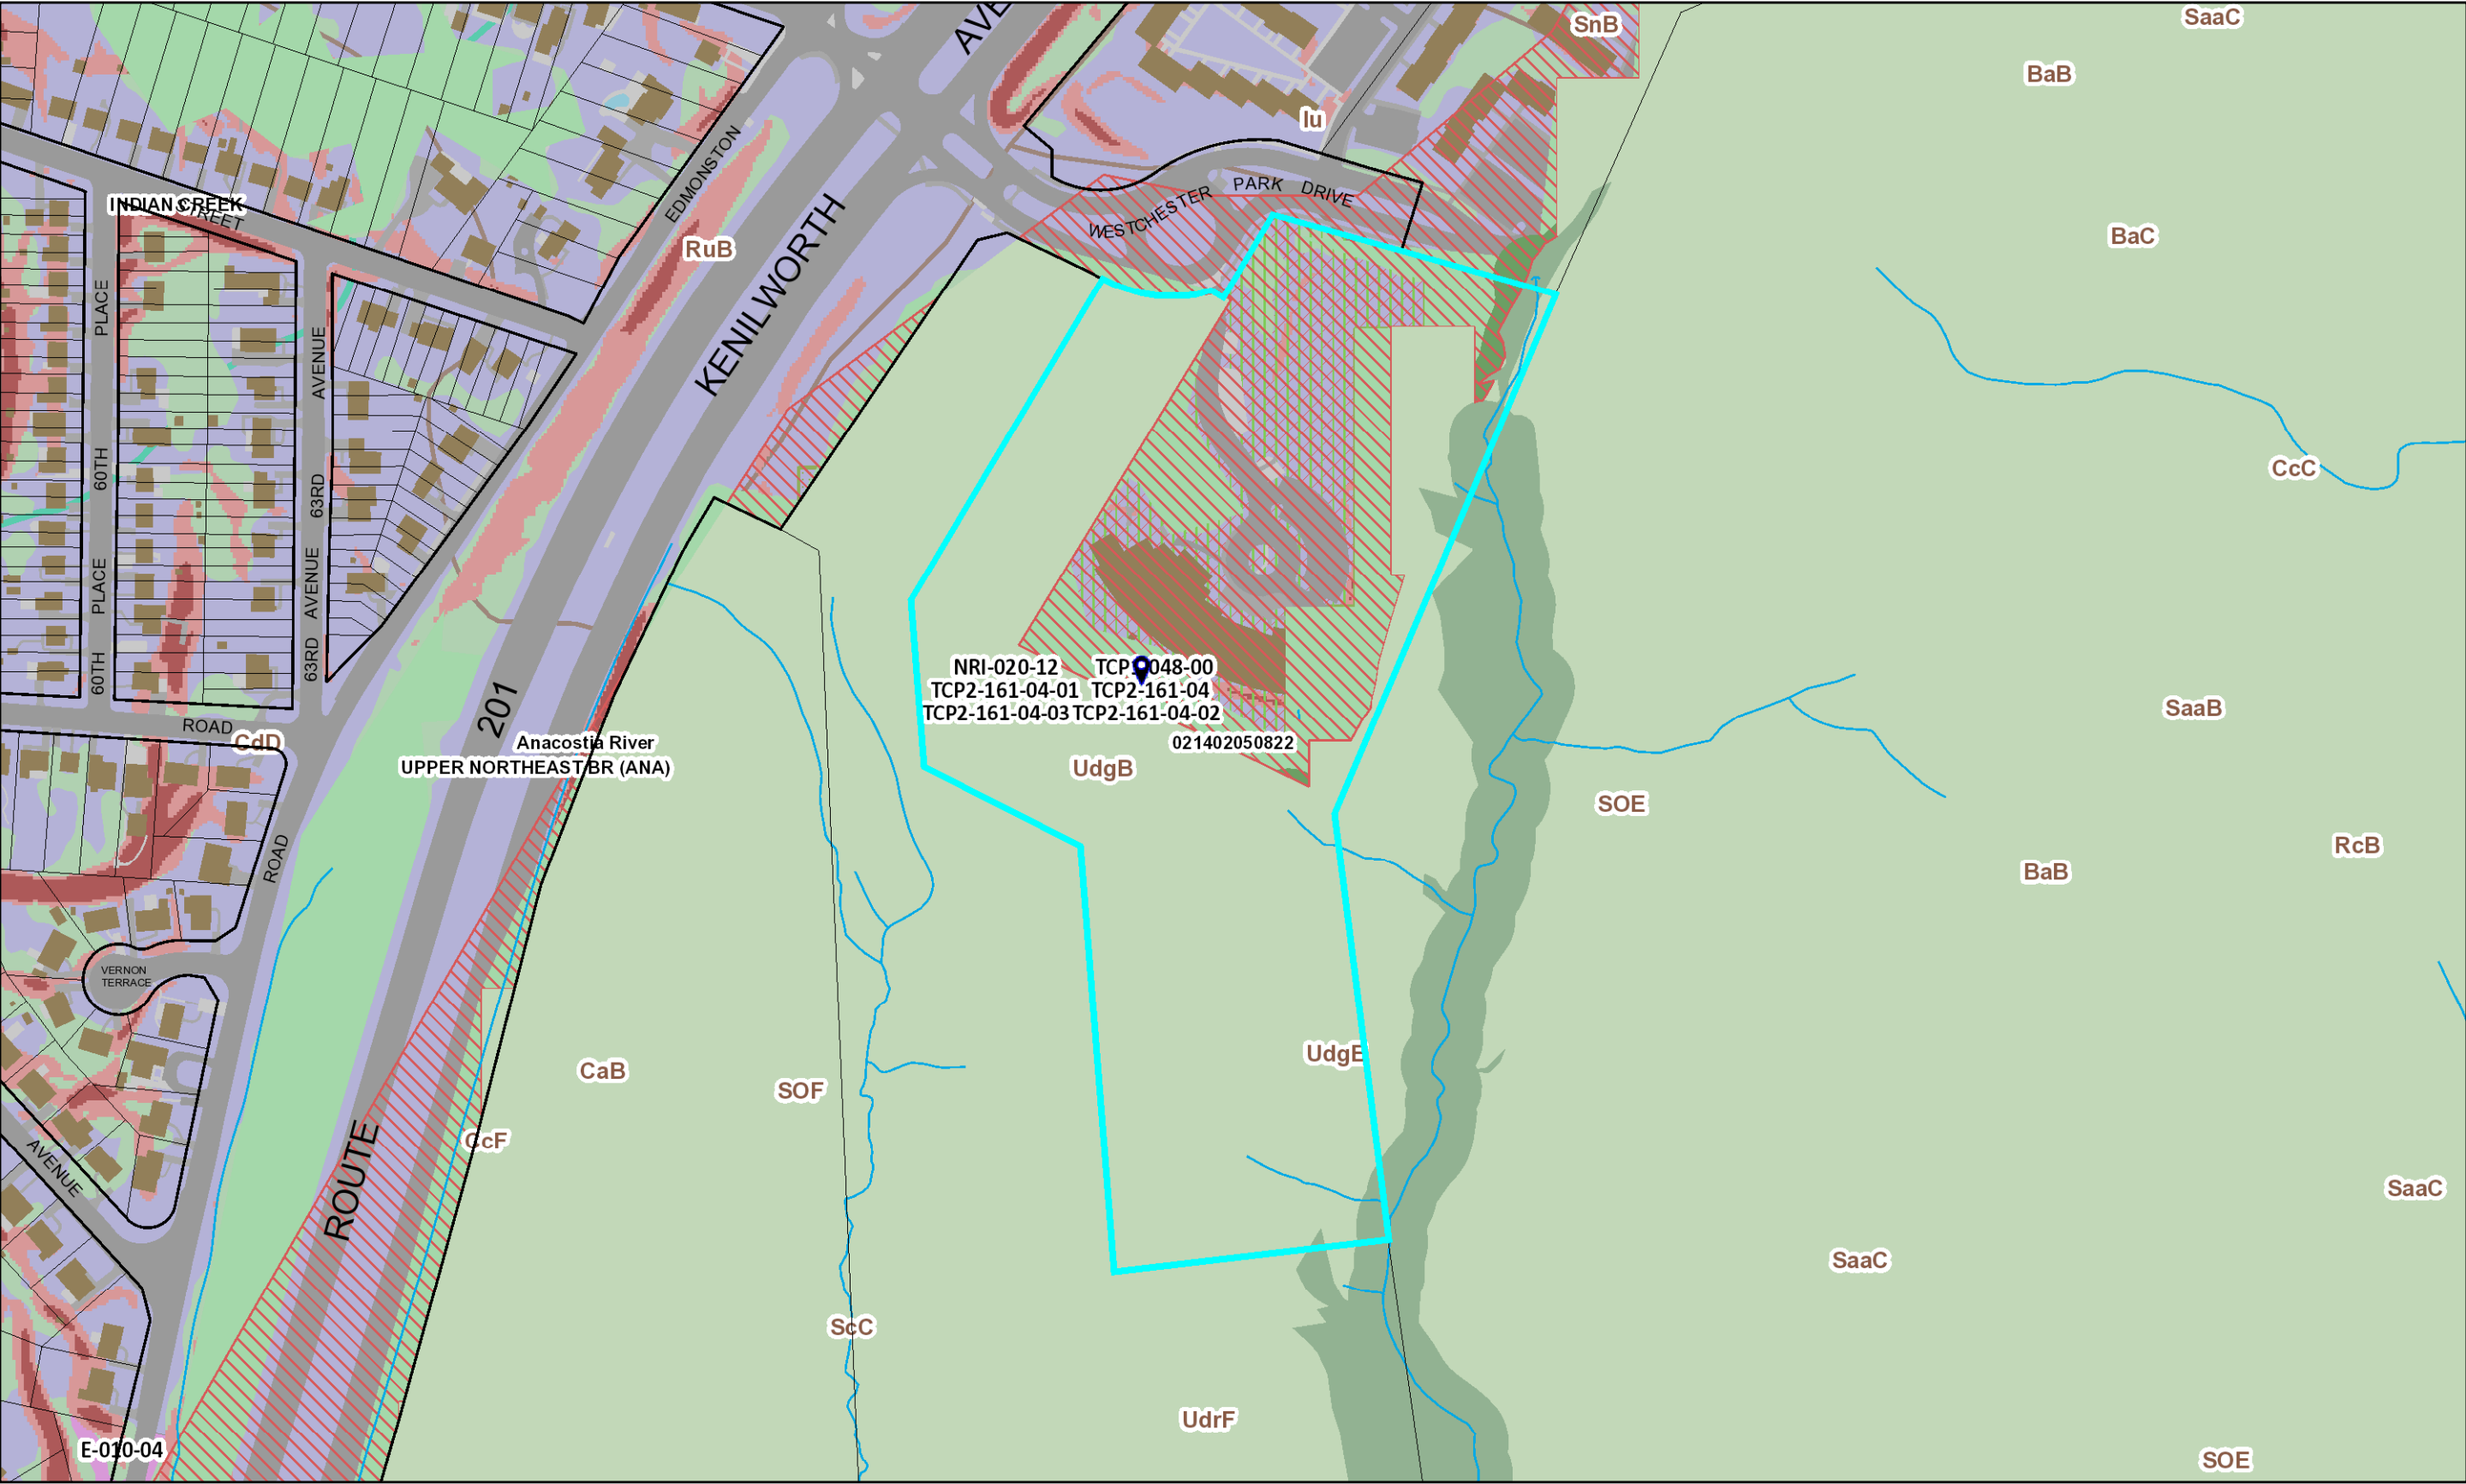 SaaC
SnB
AVE
BaB
Iu
EDMONSTON
PARK DRIVE
WESTCHESTER
INDIAN CREEK
STREET
RuB
BaC
KENILWORTH
PLACE
AVENUE
60TH
63RD
CcC
PLACE
AVENUE
60TH
63RD
NRI-020-12
TCP2-161-04-01
TCP2-161-04
TCP2-161-04-03
TCP2-161-04-02
201
ROAD
CdD
Anacostia River
UPPER NORTHEAST BR (ANA)
021402050822
UdgB
SaaB
SOE
RcB
BaB
ROAD
VERNON
TERRACE
CaB
SOF
UdgE
CcF
AVENUE
ROUTE
SaaC
SaaC
ScC
UdrF
E-010-04
SOE